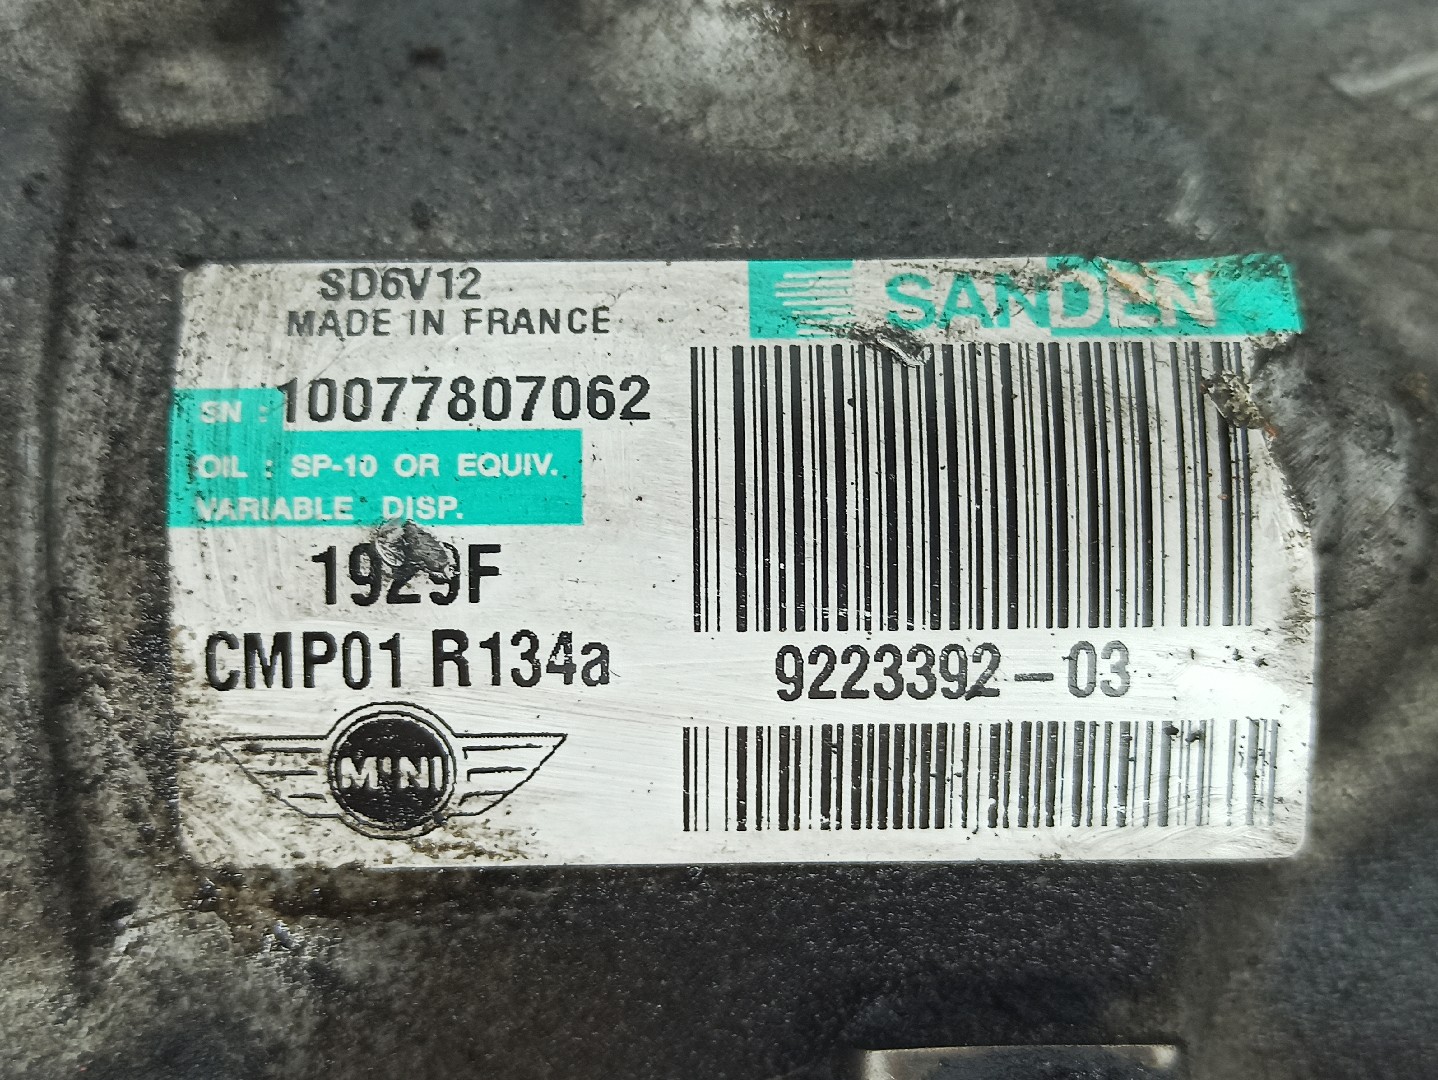 SD6V12
MADE IN FRANCE
SANDEN
SN : 10077807062
OIL : SP-10 OR EQUIV.
VARIABLE DISP.
1929F
CMP01 R134a
9223392-03
MINI